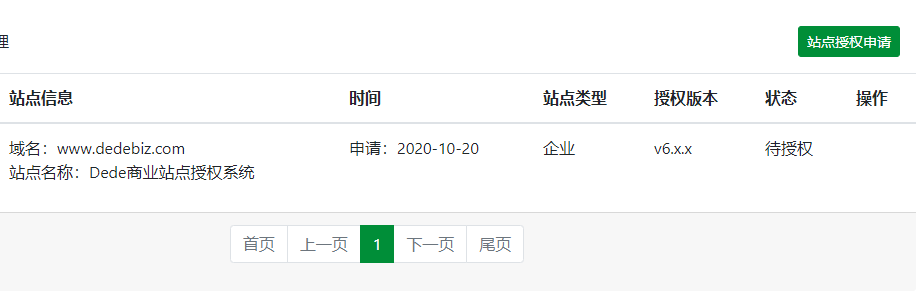 理
站点授权申请
站点信息 时间 站点类型 授权版本 状态 操作
域名：www.dedebiz.com 申请：2020-10-20 企业 v6.x.x 待授权
站点名称：Dede商业站点授权系统
首页 上一页 1 下一页 尾页